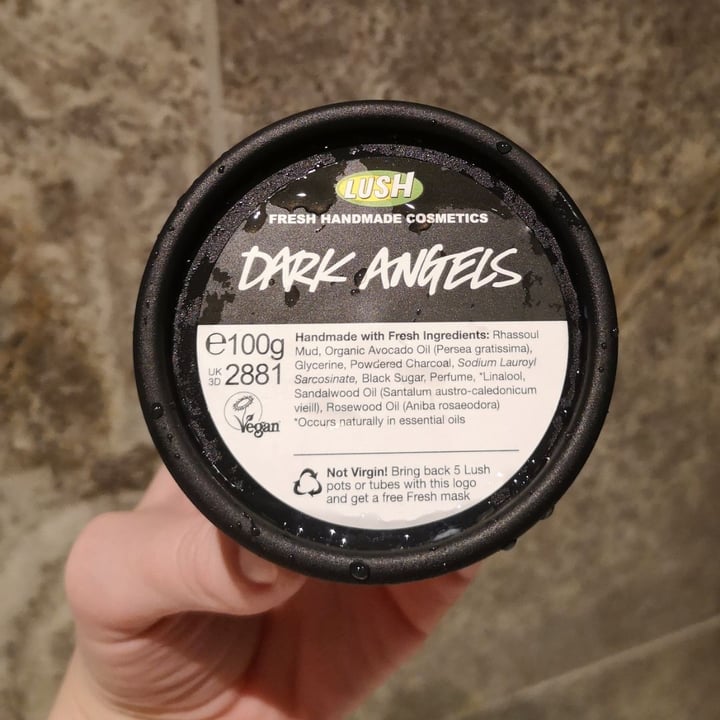 LUSH
FRESH HANDMADE COSMETICS
DARK ANGELS
℮100g
UK 3D 2881
Vegan
Handmade with Fresh Ingredients: Rhassoul
Mud, Organic Avocado Oil (Persea gratissima),
Glycerine, Powdered Charcoal, Sodium Lauroyl
Sarcosinate, Black Sugar, Perfume, *Linalool,
Sandalwood Oil (Santalum austro-caledonicum
vieill), Rosewood Oil (Aniba rosaeodora)
*Occurs naturally in essential oils
Not Virgin! Bring back 5 Lush
pots or tubes with this logo
and get a free Fresh mask